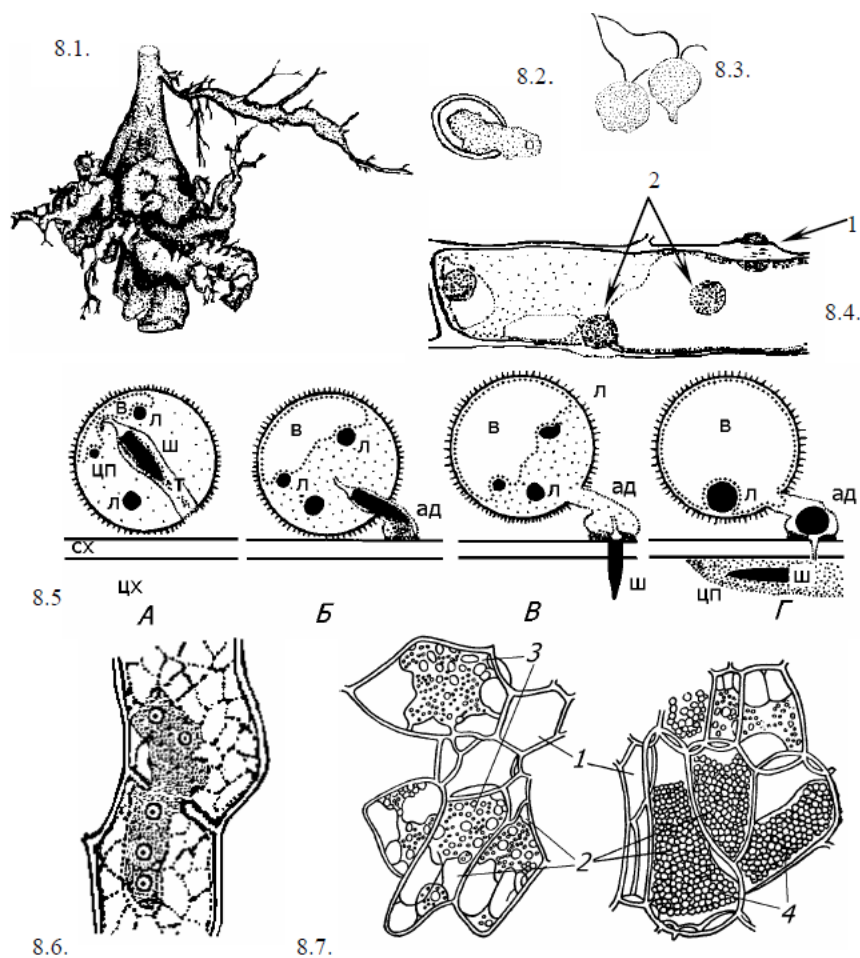 8.1.
8.2.
8.3.
2
1
8.4.
в л ш цп т л
в л л ад
в л л ад ш
в л ад ш цп
сх
цх
8.5 А Б В Г
3
1
2
4
8.6.
8.7.